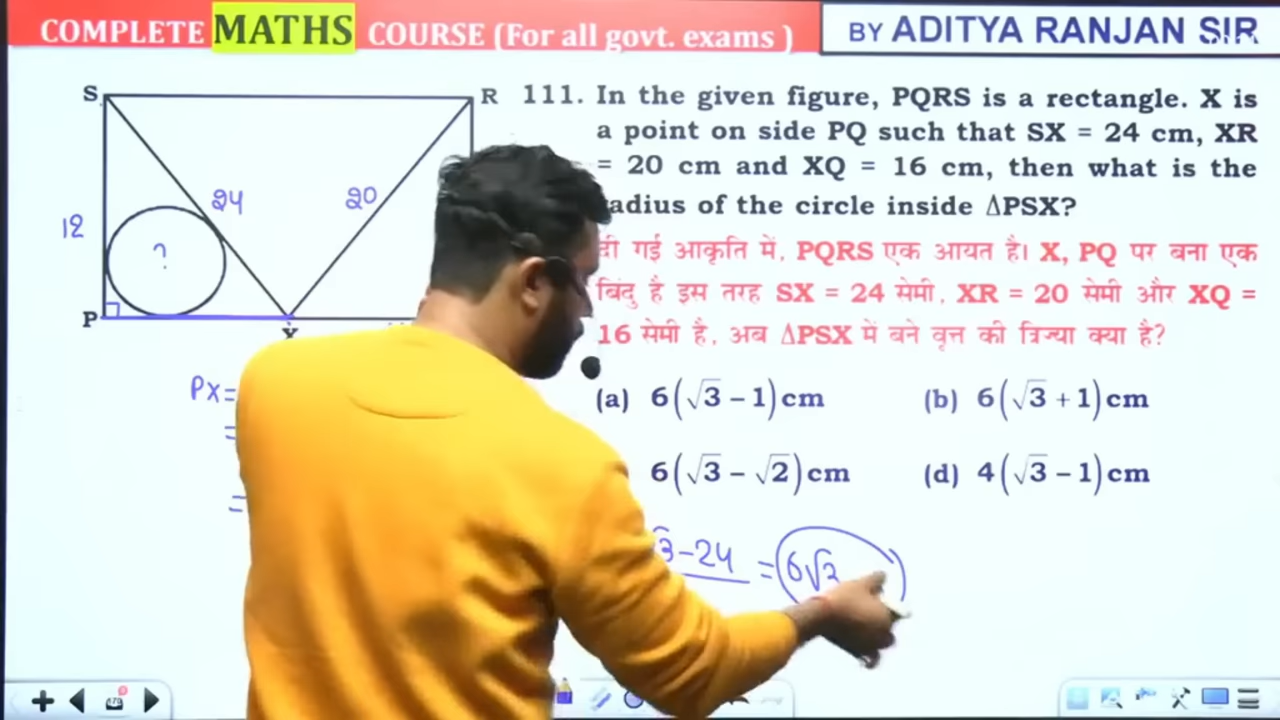 COMPLETE MATHS COURSE (For all govt. exams )
BY ADITYA RANJAN SIR
S
R
12
24
20
?
P
X
PX=
=
=
111. In the given figure, PQRS is a rectangle. X is
a point on side PQ such that SX = 24 cm, XR
= 20 cm and XQ = 16 cm, then what is the
radius of the circle inside ΔPSX?
दी गई आकृति में, PQRS एक आयत है। X, PQ पर बना एक
बिंदु है इस तरह SX = 24 सेमी, XR = 20 सेमी और XQ =
16 सेमी है, अब ΔPSX में बने वृत्त की त्रिज्या क्या है?
(a) 6(√3 – 1)cm
(b) 6(√3 + 1)cm
6(√3 – √2)cm
(d) 4(√3 – 1)cm
√3-24 = 6√3